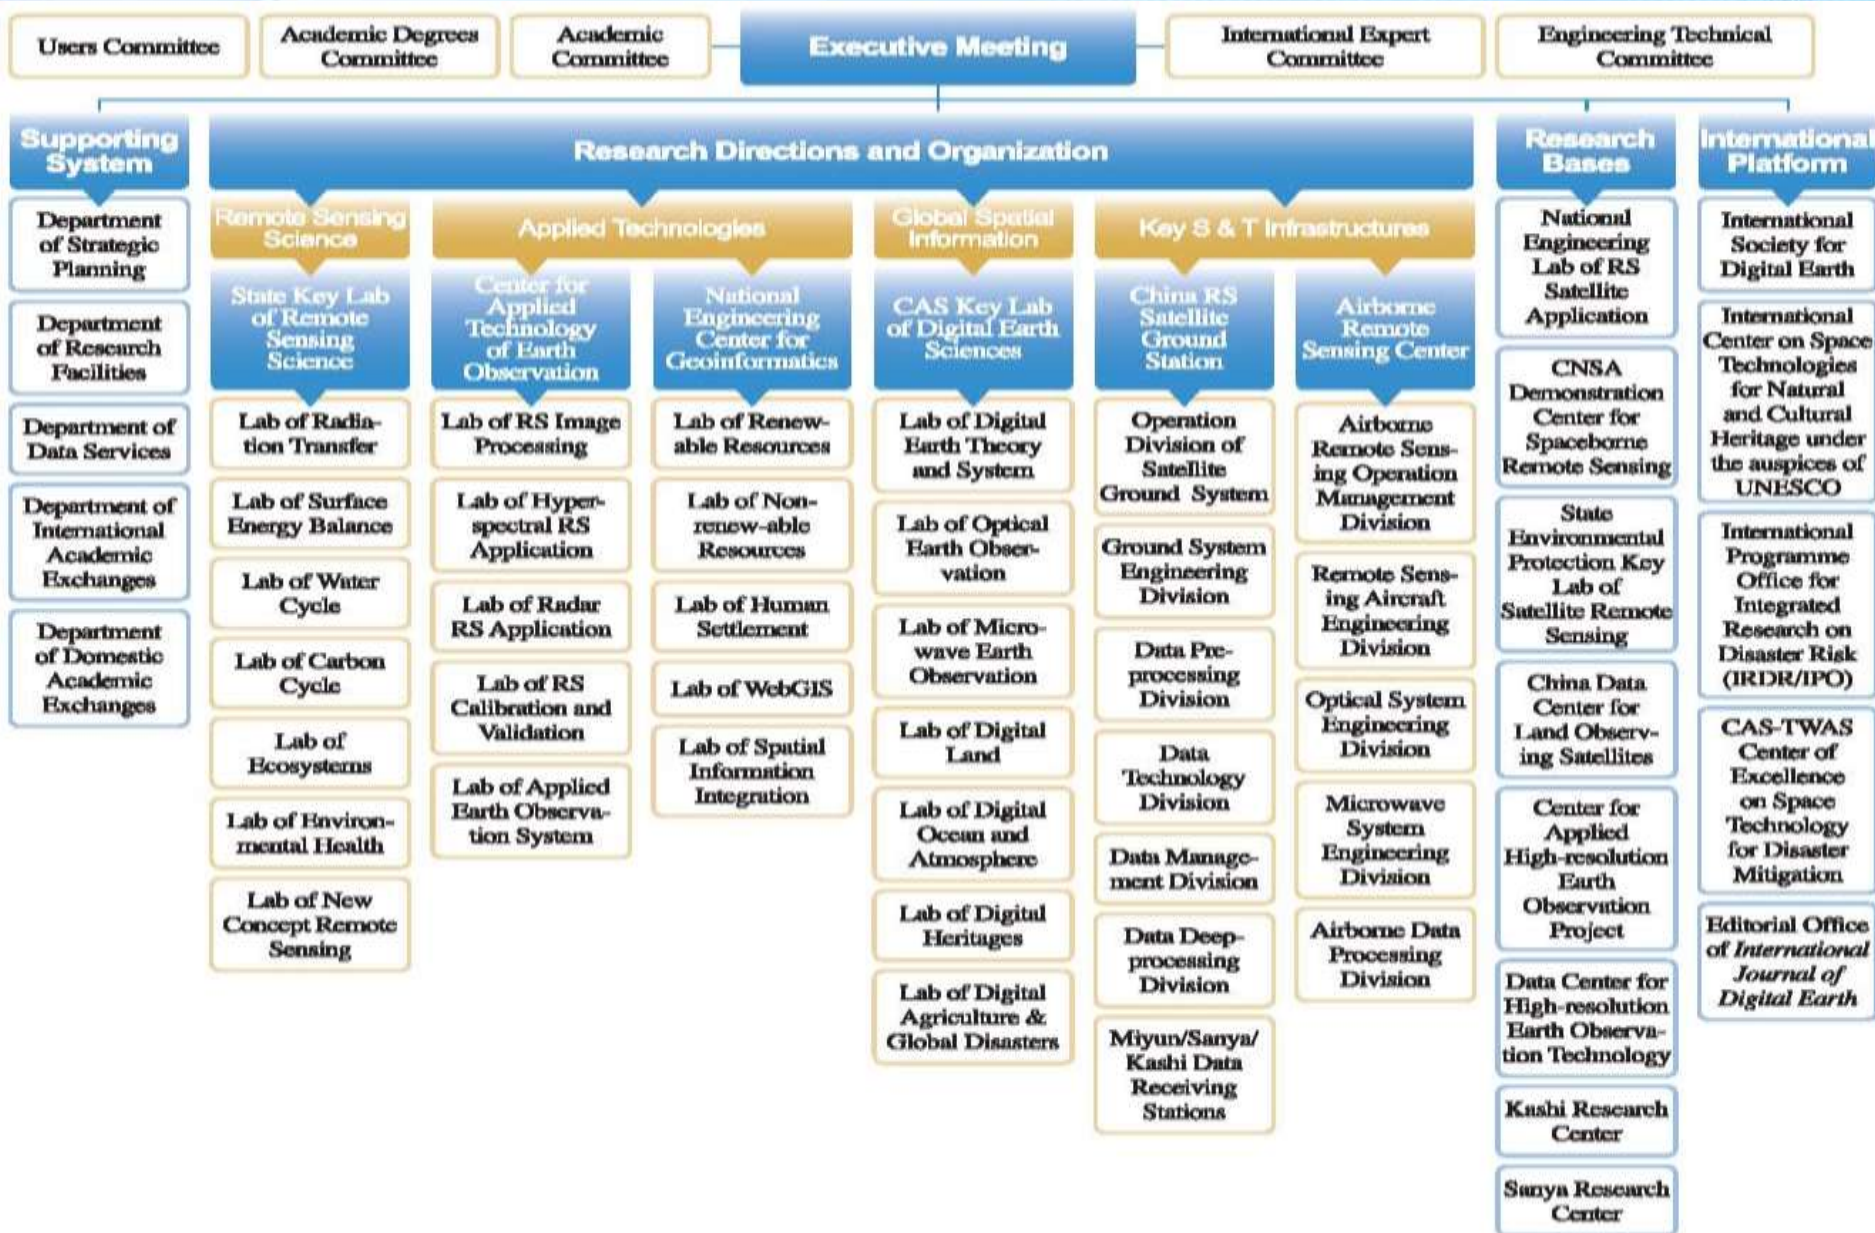 Users Committee
Academic Degrees
Committee
Academic
Committee
Executive Meeting
International Expert
Committee
Engineering Technical
Committee
Supporting
System
Department
of Strategic
Planning
Department
of Research
Facilities
Department of
Data Services
Department of
International
Academic
Exchanges
Department
of Domestic
Academic
Exchanges
Research Directions and Organization
Remote Sensing
Science
State Key Lab
of Remote
Sensing
Science
Lab of Radia-
tion Transfer
Lab of Surface
Energy Balance
Lab of Water
Cycle
Lab of Carbon
Cycle
Lab of
Ecosystems
Lab of Environ-
mental Health
Lab of New
Concept Remote
Sensing
Applied Technologies
Center for
Applied
Technology
of Earth
Observation
Lab of RS Image
Processing
Lab of Hyper-
spectral RS
Application
Lab of Radar
RS Application
Lab of RS
Calibration and
Validation
Lab of Applied
Earth Observa-
tion System
National
Engineering
Center for
Geoinformatics
Lab of Renew-
able Resources
Lab of Non-
renew-able
Resources
Lab of Human
Settlement
Lab of WebGIS
Lab of Spatial
Information
Integration
Global Spatial
Information
CAS Key Lab
of Digital Earth
Sciences
Lab of Digital
Earth Theory
and System
Lab of Optical
Earth Obser-
vation
Lab of Micro-
wave Earth
Observation
Lab of Digital
Land
Lab of Digital
Ocean and
Atmosphere
Lab of Digital
Heritages
Lab of Digital
Agriculture &
Global Disasters
Key S & T Infrastructures
China RS
Satellite
Ground
Station
Operation
Division of
Satellite
Ground System
Ground System
Engineering
Division
Data Pre-
processing
Division
Data
Technology
Division
Data Manage-
ment Division
Data Deep-
processing
Division
Miyun/Sanya/
Kashi Data
Receiving
Stations
Airborne
Remote
Sensing Center
Airborne
Remote Sens-
ing Operation
Management
Division
Remote Sens-
ing Aircraft
Engineering
Division
Optical System
Engineering
Division
Microwave
System
Engineering
Division
Airborne Data
Processing
Division
Research
Bases
National
Engineering
Lab of RS
Satellite
Application
CNSA
Demonstration
Center for
Spaceborne
Remote Sensing
State
Environmental
Protection Key
Lab of
Satellite Remote
Sensing
China Data
Center for
Land Observ-
ing Satellites
Center for
Applied
High-resolution
Earth
Observation
Project
Data Center for
High-resolution
Earth Observa-
tion Technology
Kashi Research
Center
Sanya Research
Center
International
Platform
International
Society for
Digital Earth
International
Center on Space
Technologies
for Natural
and Cultural
Heritage under
the auspices of
UNESCO
International
Programme
Office for
Integrated
Research on
Disaster Risk
(IRDR/IPO)
CAS-TWAS
Center of
Excellence
on Space
Technology
for Disaster
Mitigation
Editorial Office
of International
Journal of
Digital Earth